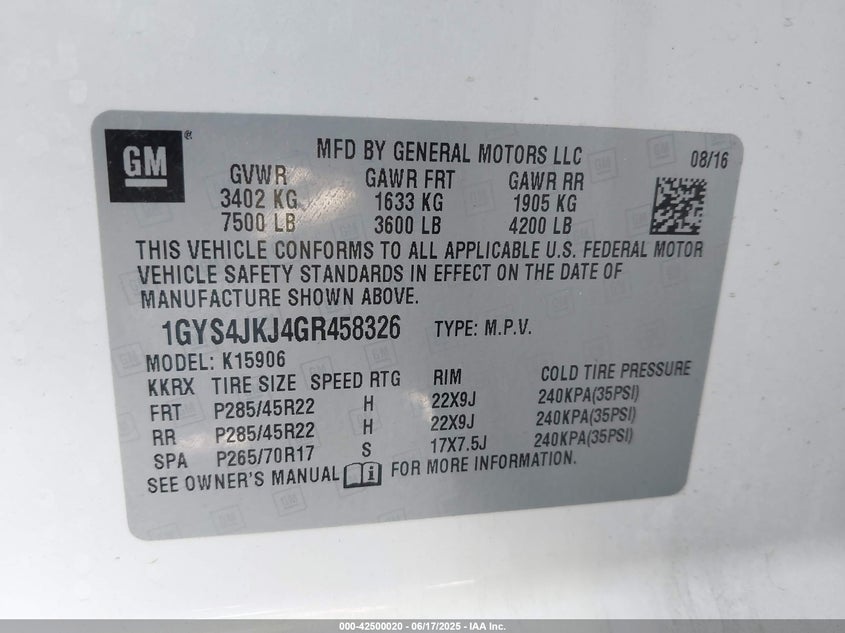 GM ®
MFD BY GENERAL MOTORS LLC 08/16
GVWR GAWR FRT GAWR RR
3402 KG 1633 KG 1905 KG
7500 LB 3600 LB 4200 LB
THIS VEHICLE CONFORMS TO ALL APPLICABLE U.S. FEDERAL MOTOR
VEHICLE SAFETY STANDARDS IN EFFECT ON THE DATE OF
MANUFACTURE SHOWN ABOVE.
1GYS4JKJ4GR458326 TYPE: M.P.V.
MODEL: K15906
KKRX TIRE SIZE SPEED RTG RIM COLD TIRE PRESSURE
FRT P285/45R22 H 22X9J 240KPA(35PSI)
RR P285/45R22 H 22X9J 240KPA(35PSI)
SPA P265/70R17 S 17X7.5J 240KPA(35PSI)
SEE OWNER'S MANUAL i FOR MORE INFORMATION.
000-42500020 - 06/17/2025 - IAA Inc.